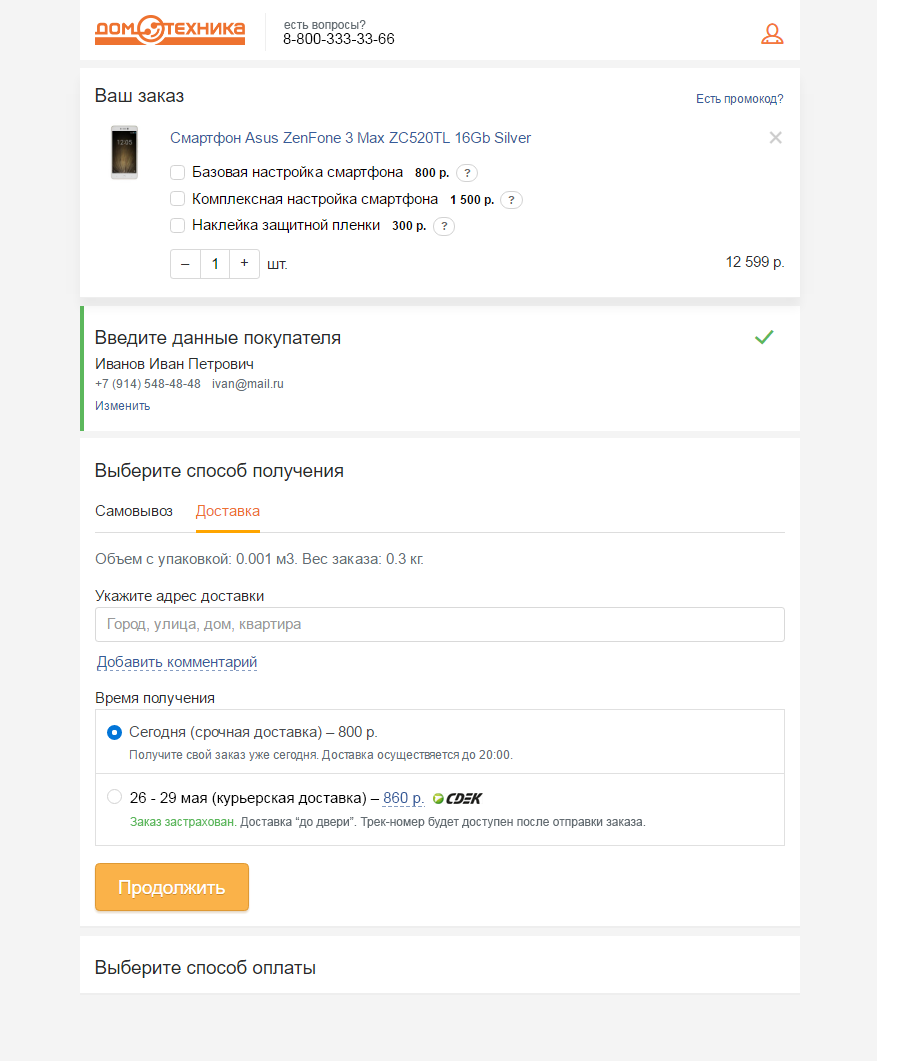 ДОМОТЕХНИКА
есть вопросы?
8-800-333-33-66
Ваш заказ
Есть промокод?
12:05
Смартфон Asus ZenFone 3 Max ZC520TL 16Gb Silver
Базовая настройка смартфона 800 р. ?
Комплексная настройка смартфона 1 500 р. ?
Наклейка защитной пленки 300 р. ?
– 1 + шт.
12 599 р.
Введите данные покупателя
Иванов Иван Петрович
+7 (914) 548-48-48 ivan@mail.ru
Изменить
Выберите способ получения
Самовывоз Доставка
Объем с упаковкой: 0.001 м3. Вес заказа: 0.3 кг.
Укажите адрес доставки
Город, улица, дом, квартира
Добавить комментарий
Время получения
Сегодня (срочная доставка) – 800 р.
Получите свой заказ уже сегодня. Доставка осуществяется до 20:00.
26 - 29 мая (курьерская доставка) – 860 р. CDEK
Заказ застрахован. Доставка “до двери”. Трек-номер будет доступен после отправки заказа.
Продолжить
Выберите способ оплаты